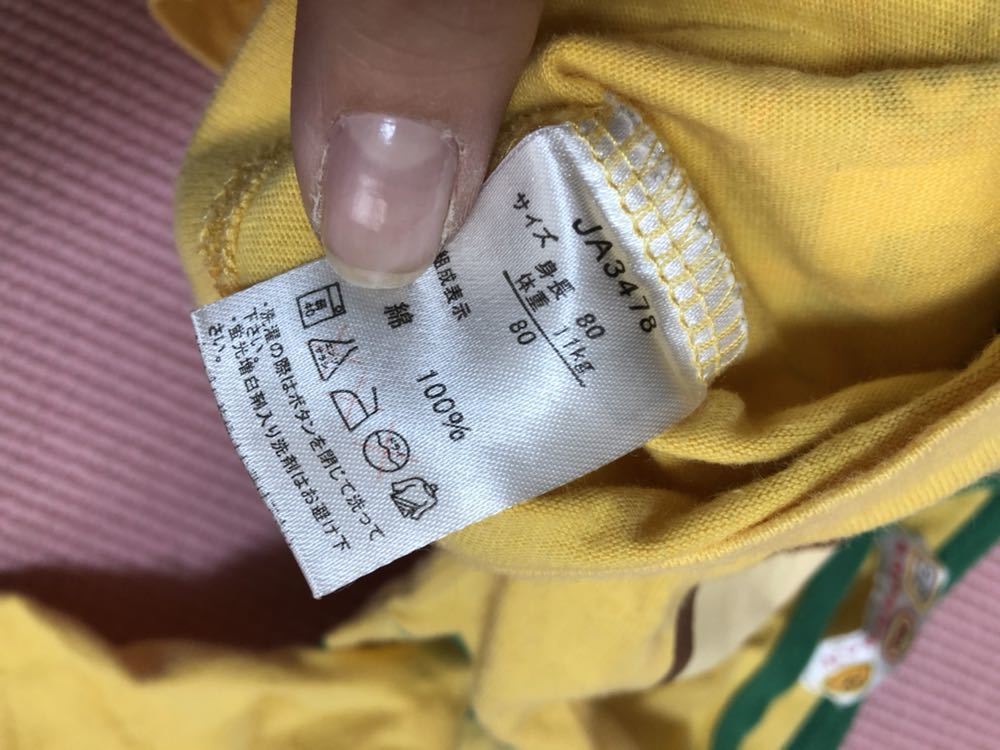 JA3478
サイズ 身長 80
体重 11kg
80
組成表示
綿 100%
・洗濯の際はボタンを閉じて洗って
下さい。
・蛍光増白剤入り洗剤はお避け下
さい。